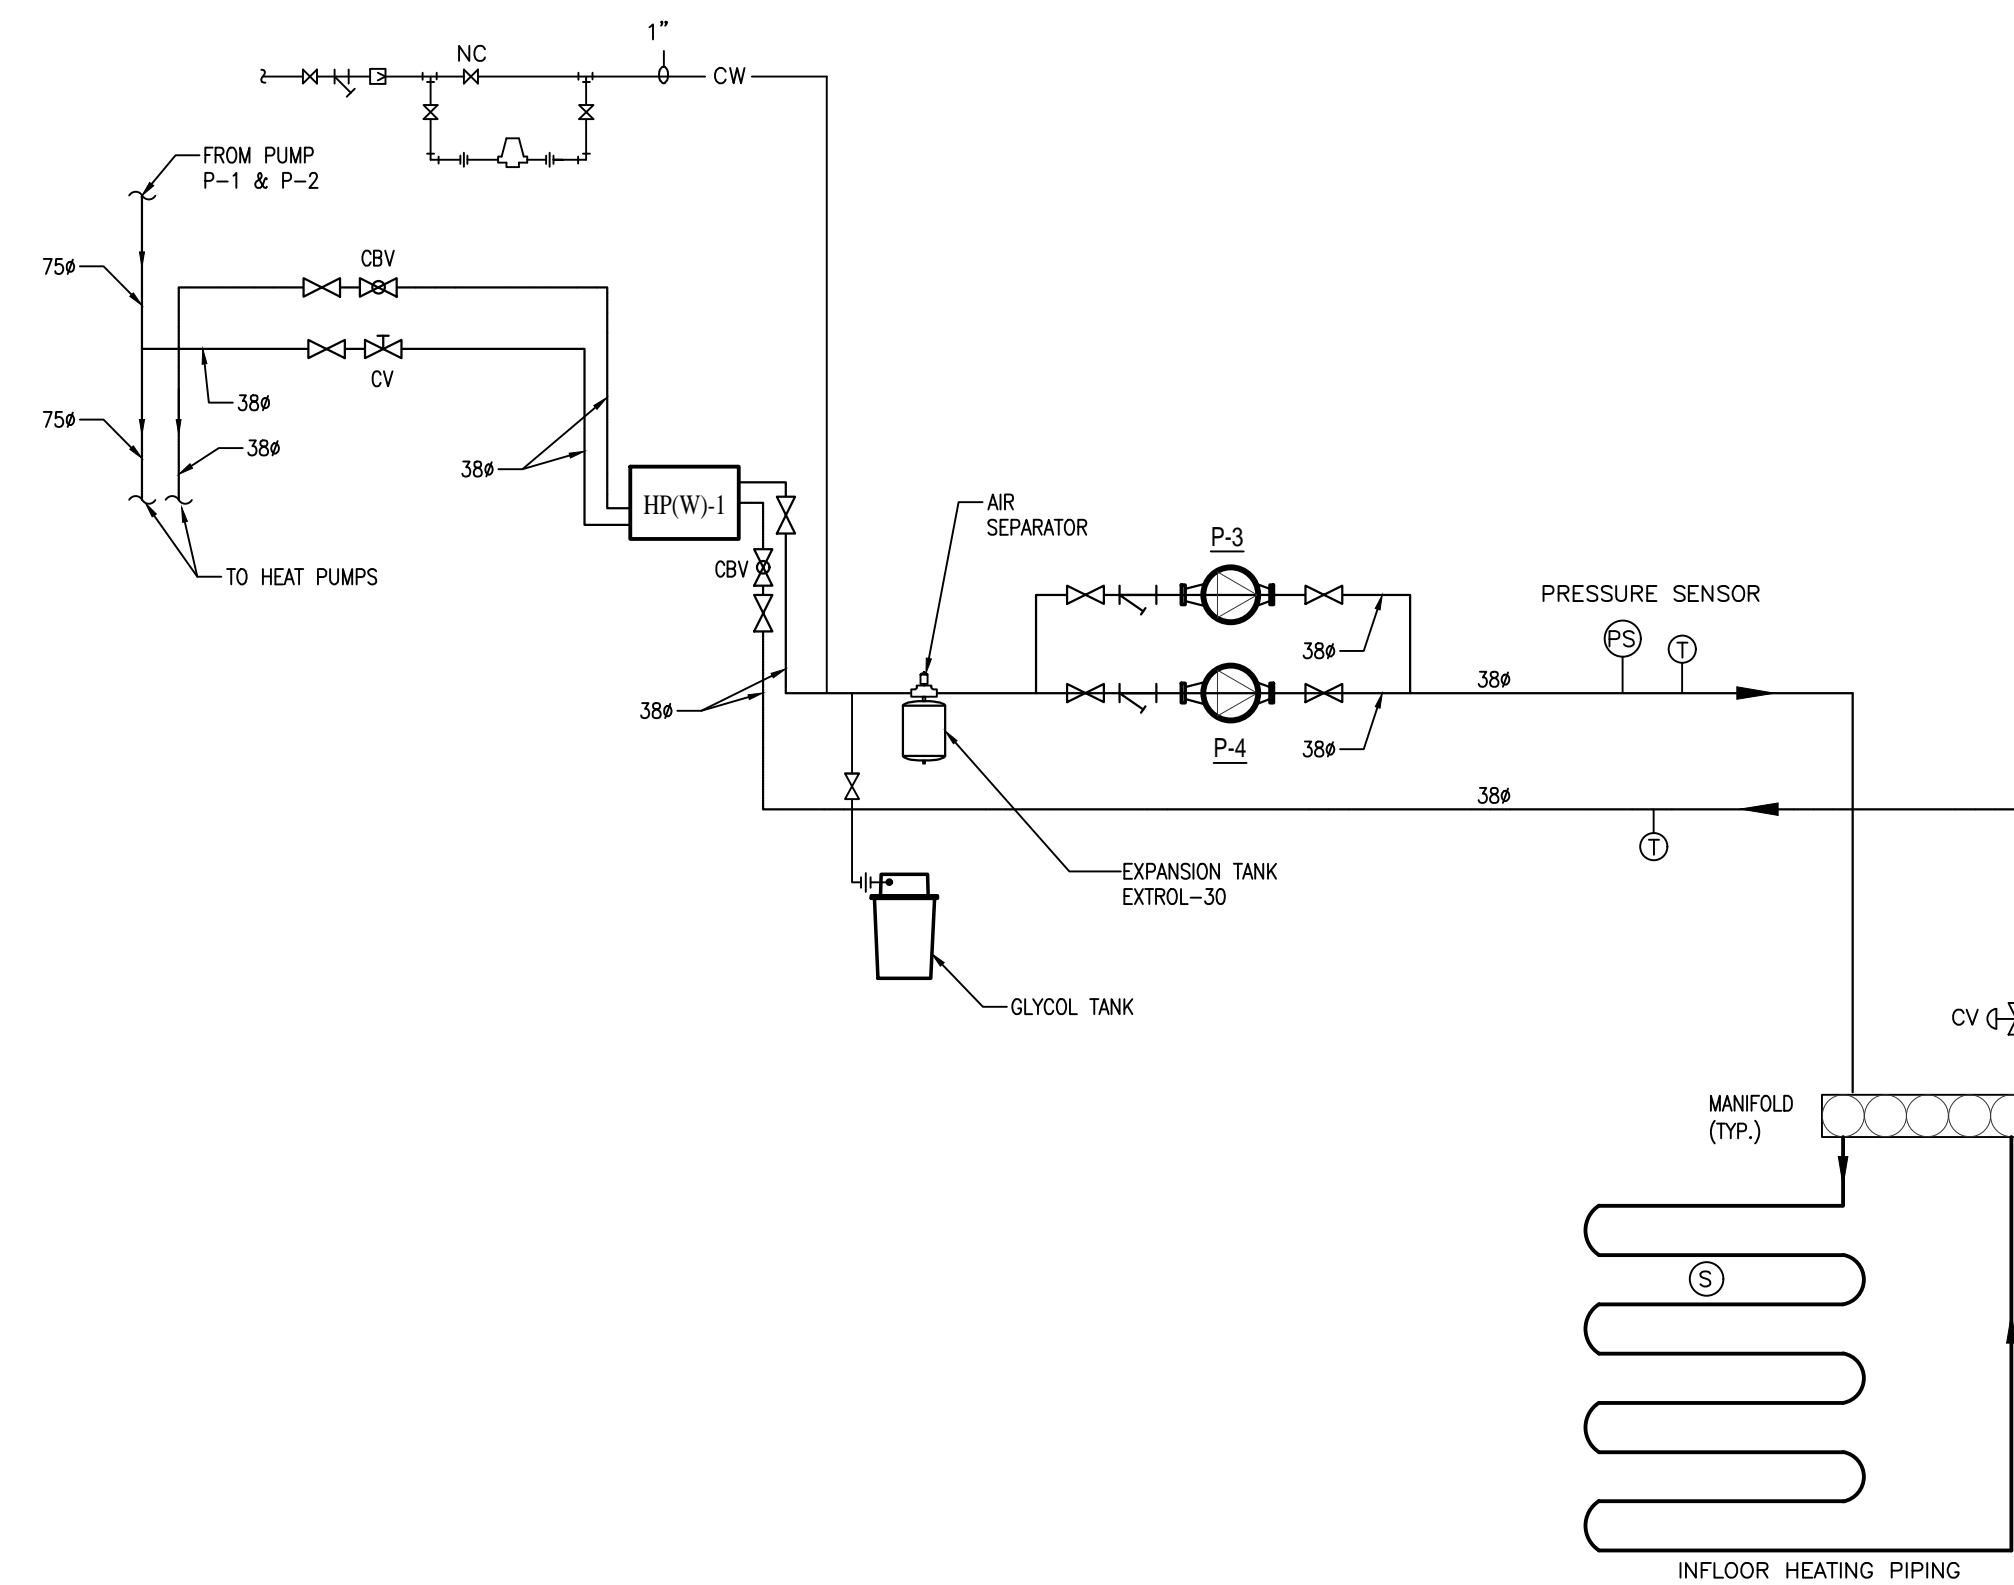 1"
NC
CW
FROM PUMP
P-1 & P-2
75ø
CBV
CV
38ø
75ø
38ø
38ø
HP(W)-1
TO HEAT PUMPS
CBV
AIR
SEPARATOR
P-3
38ø
PRESSURE SENSOR
PS
T
38ø
38ø
P-4
38ø
38ø
T
EXPANSION TANK
EXTROL-30
GLYCOL TANK
CV
MANIFOLD
(TYP.)
S
INFLOOR HEATING PIPING